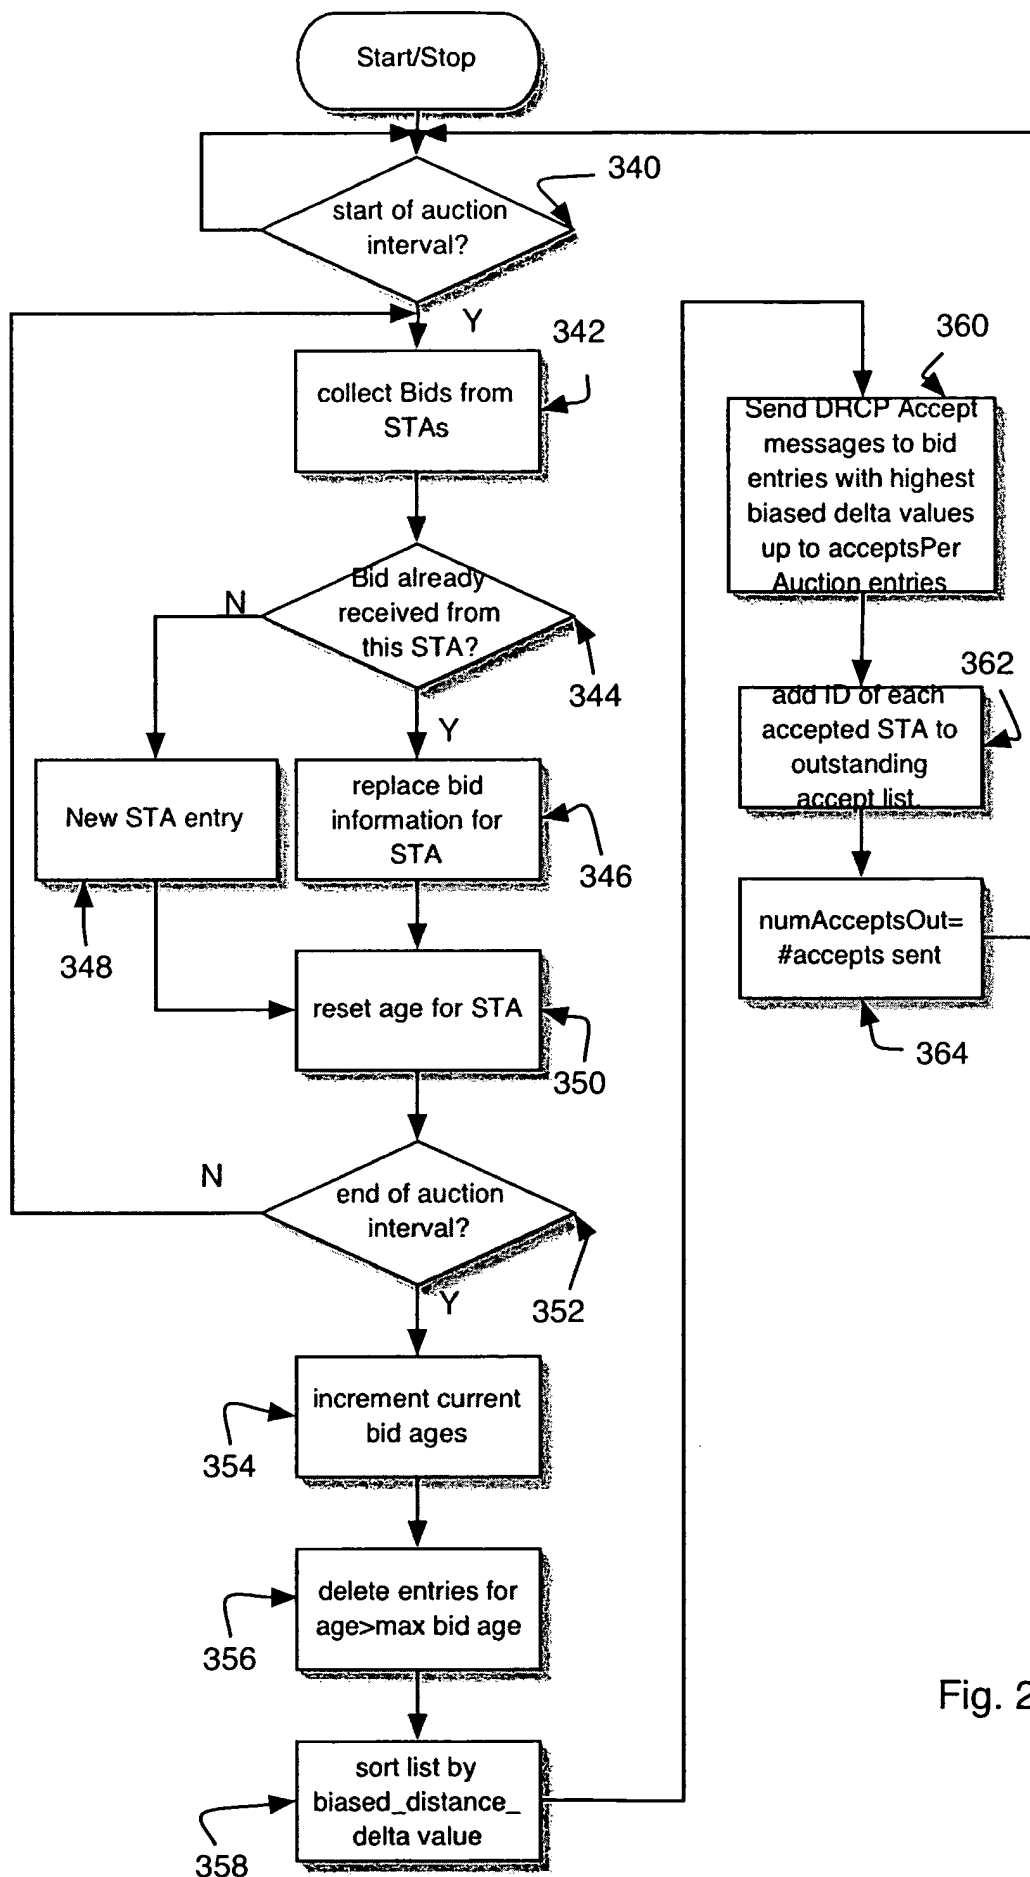 Start/Stop
340
start of auction
interval?
Y
342
collect Bids from
STAs
Bid already
received from
this STA?
N
344
Y
New STA entry
348
replace bid
information for
STA
346
reset age for STA
350
N
end of auction
interval?
Y
352
increment current
bid ages
354
delete entries for
age>max bid age
356
sort list by
biased_distance_
delta value
358
360
Send DRCP Accept
messages to bid
entries with highest
biased delta values
up to acceptsPer
Auction entries
362
add ID of each
accepted STA to
outstanding
accept list.
numAcceptsOut=
#accepts sent
364
Fig. 2